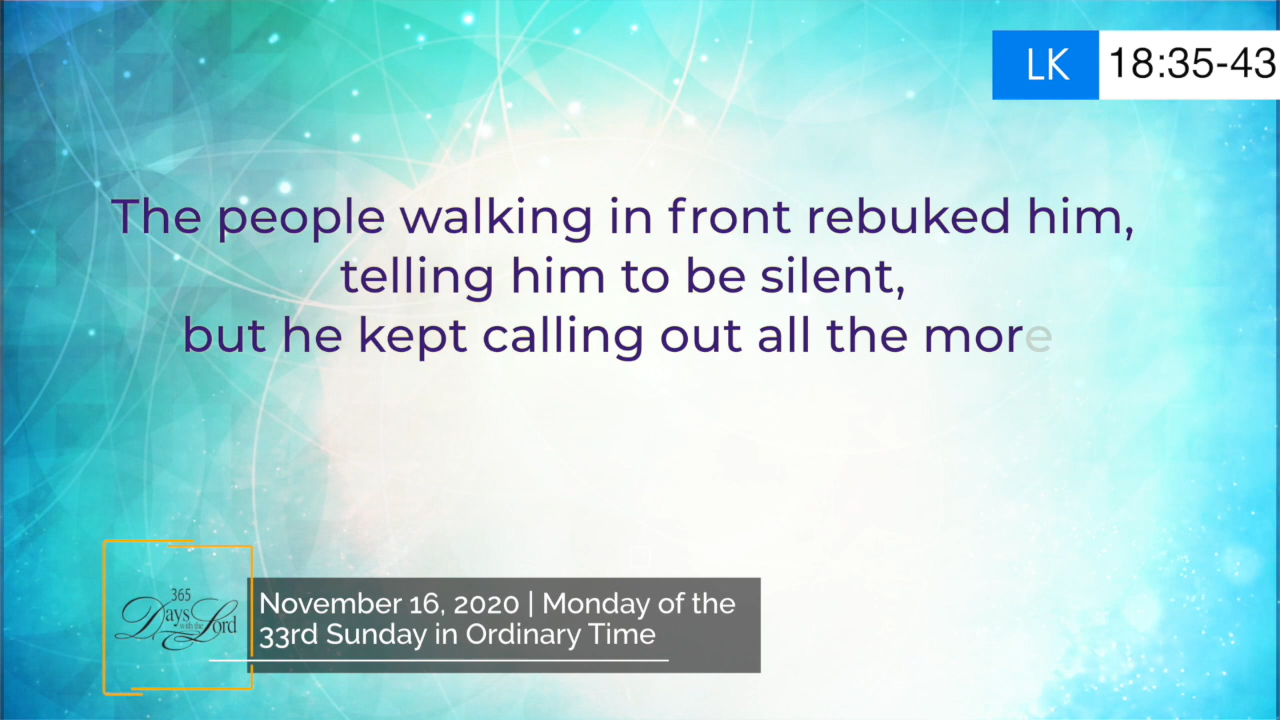 LK 18:35-43
The people walking in front rebuked him,
telling him to be silent,
but he kept calling out all the more
365
Days with the Lord
November 16, 2020 | Monday of the
33rd Sunday in Ordinary Time